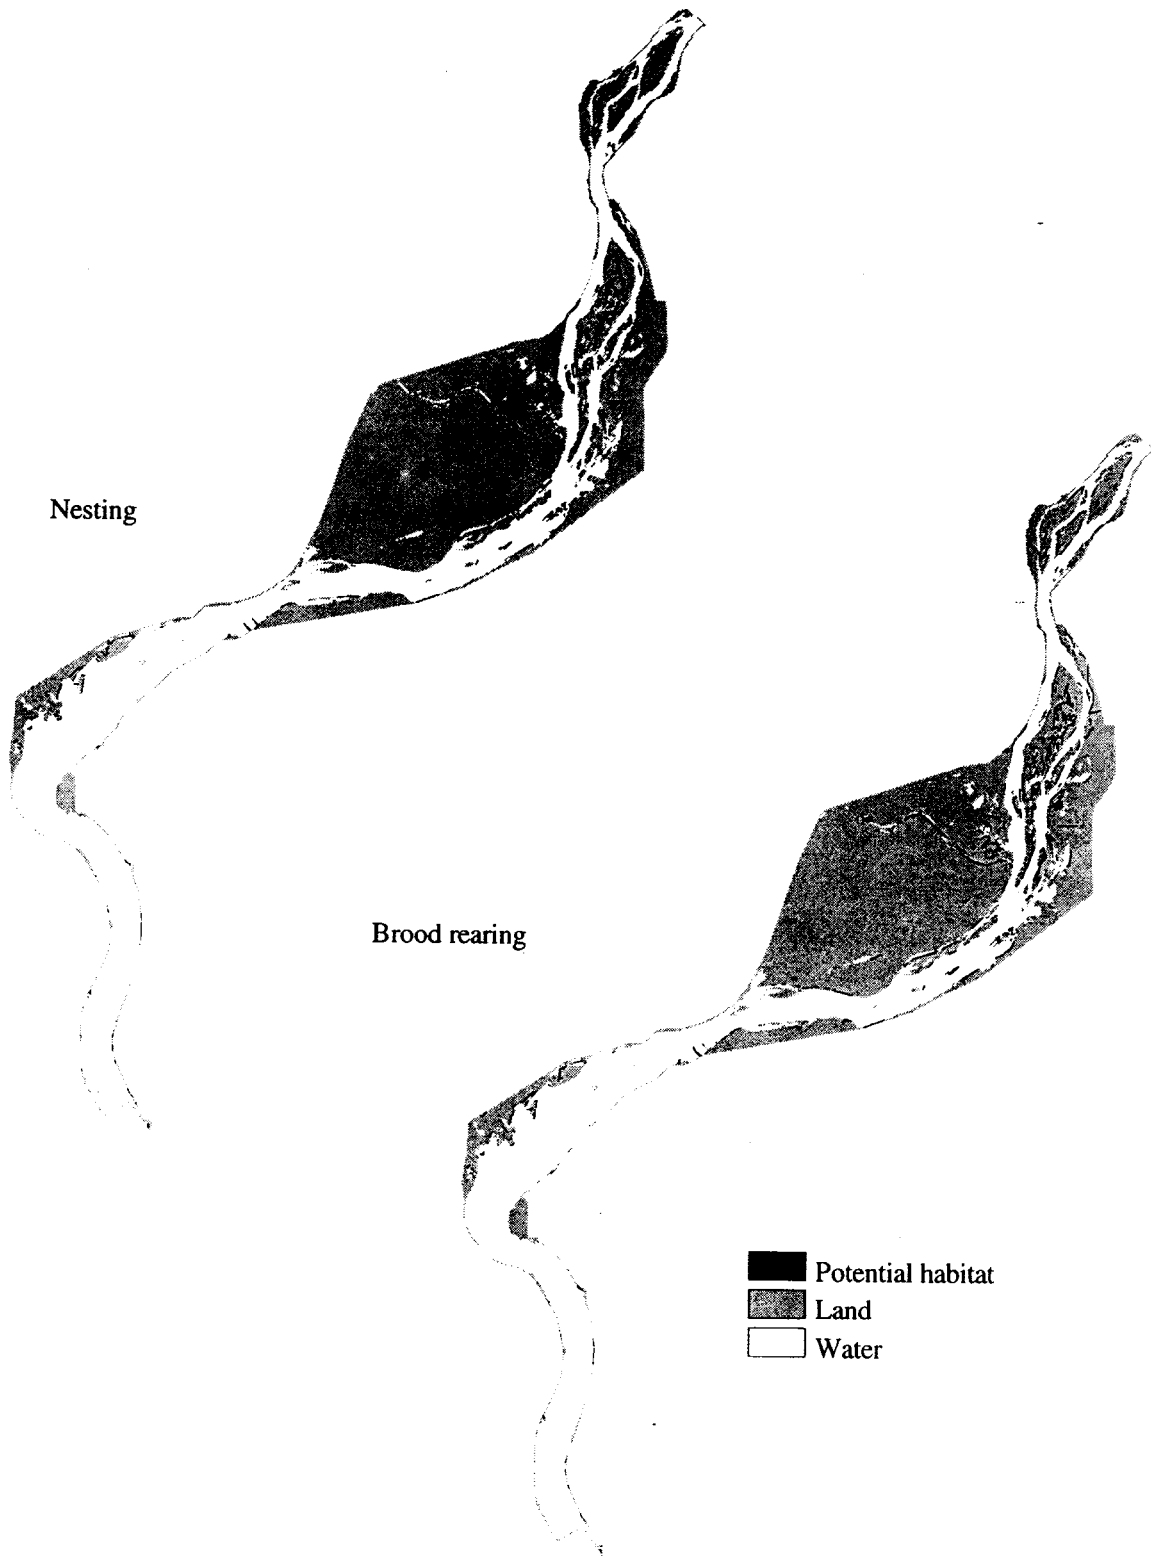 Nesting
Brood rearing
Potential habitat
Land
Water